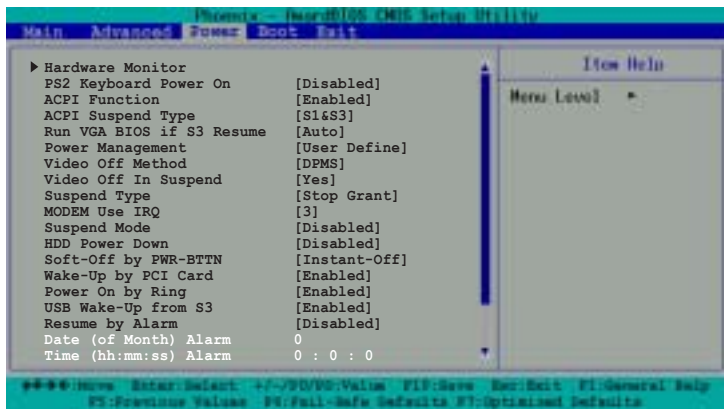 Phoenix - AwardBIOS CMOS Setup Utility
Main Advanced Power Boot Exit
Hardware Monitor
PS2 Keyboard Power On [Disabled]
ACPI Function [Enabled]
ACPI Suspend Type [S1&S3]
Run VGA BIOS if S3 Resume [Auto]
Power Management [User Define]
Video Off Method [DPMS]
Video Off In Suspend [Yes]
Suspend Type [Stop Grant]
MODEM Use IRQ [3]
Suspend Mode [Disabled]
HDD Power Down [Disabled]
Soft-Off by PWR-BTTN [Instant-Off]
Wake-Up by PCI Card [Enabled]
Power On by Ring [Enabled]
USB Wake-Up from S3 [Enabled]
Resume by Alarm [Disabled]
Date (of Month) Alarm 0
Time (hh:mm:ss) Alarm 0 : 0 : 0
Item Help
Menu Level
:Move Enter:Select +/-/PU/PD:Value F10:Save Esc:Exit F1:General Help
F5:Previous Values F6:Fail-Safe Defaults F7:Optimized Defaults